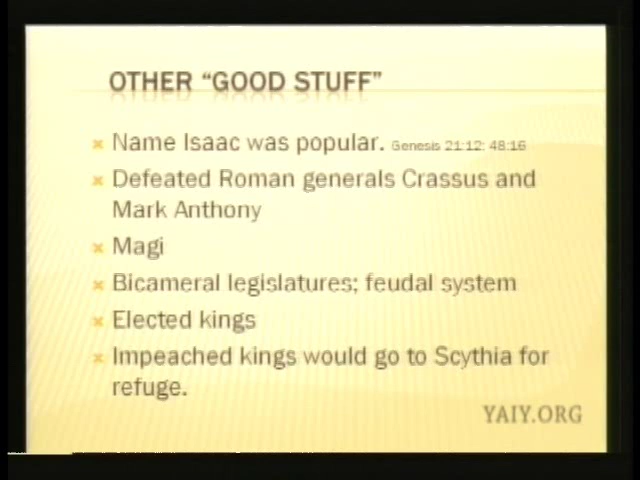 OTHER “GOOD STUFF”
Name Isaac was popular. Genesis 21:12; 48:16
Defeated Roman generals Crassus and
Mark Anthony
Magi
Bicameral legislatures; feudal system
Elected kings
Impeached kings would go to Scythia for
refuge.
YAIY.ORG